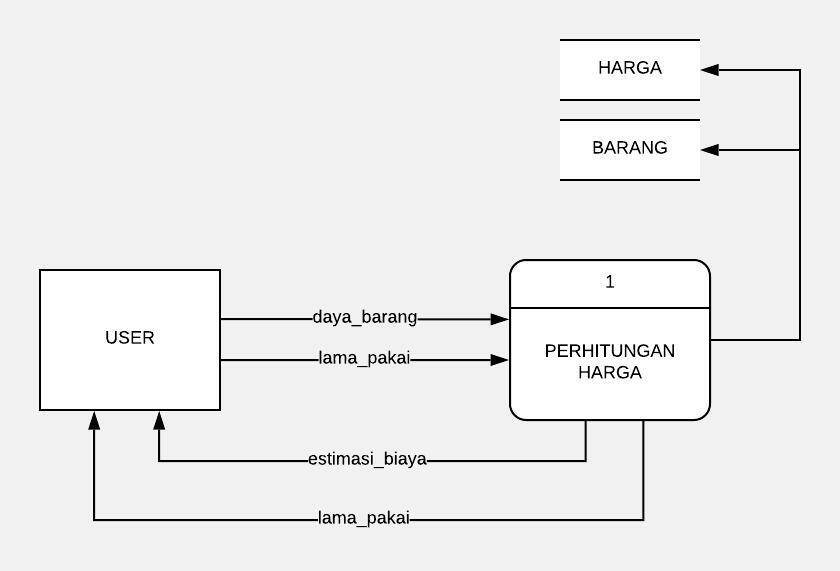 HARGA
BARANG
1
USER
daya_barang
lama_pakai
PERHITUNGAN
HARGA
estimasi_biaya
lama_pakai